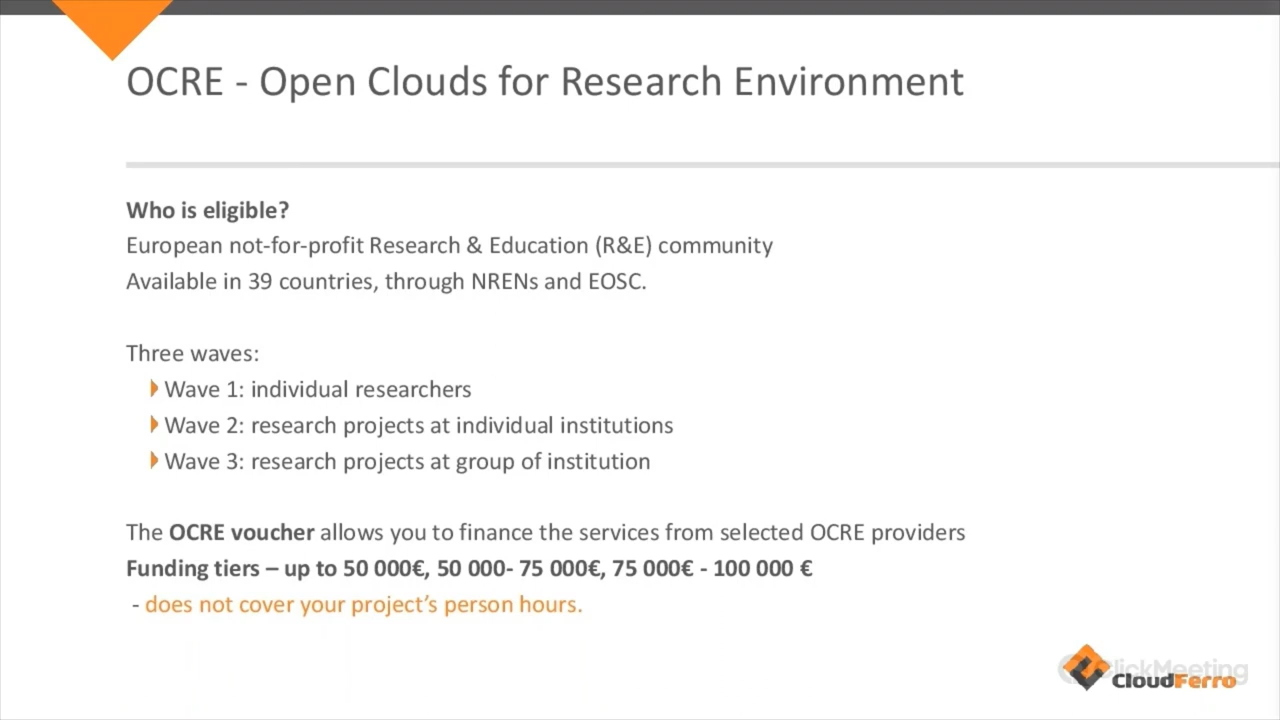 OCRE - Open Clouds for Research Environment
Who is eligible?
European not-for-profit Research & Education (R&E) community
Available in 39 countries, through NRENs and EOSC.
Three waves:
Wave 1: individual researchers
Wave 2: research projects at individual institutions
Wave 3: research projects at group of institution
The OCRE voucher allows you to finance the services from selected OCRE providers
Funding tiers – up to 50 000€, 50 000- 75 000€, 75 000€ - 100 000 €
- does not cover your project’s person hours.
ClickMeeting
CloudFerro